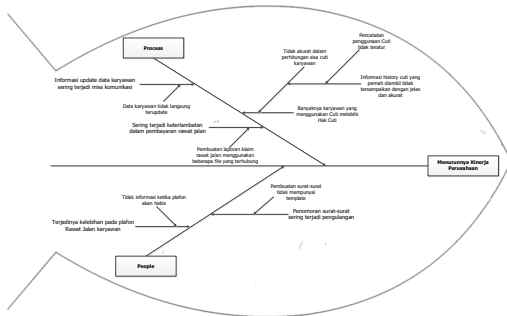 Process
Pencatatan
penggunaan Cuti
tidak teratur
Tidak akurat dalam
perhitungan sisa cuti
karyawan
Informasi update data karyawan
sering terjadi miss komunikasi
Informasi history cuti yang
pernah diambil tidak
tersampaikan dengan jelas
dan akurat
Data karyawan tidak langsung
terupdate
Banyaknya karyawan yang
menggunakan Cuti melebihi
Hak Cuti
Sering terjadi keterlambatan
dalam pembayaran rawat jalan
Pembuatan laporan klaim
rawat jalan menggunakan
beberapa file yang terhubung
Menurunnya Kinerja
Perusahaan
Tidak informasi ketika plafon
akan habis
Pembuatan surat-surat
tidak mempunyai
template
Terjadinya kelebihan pada plafon
Rawat Jalan karyawan
Penomoran surat-surat
sering terjadi pengulangan
People